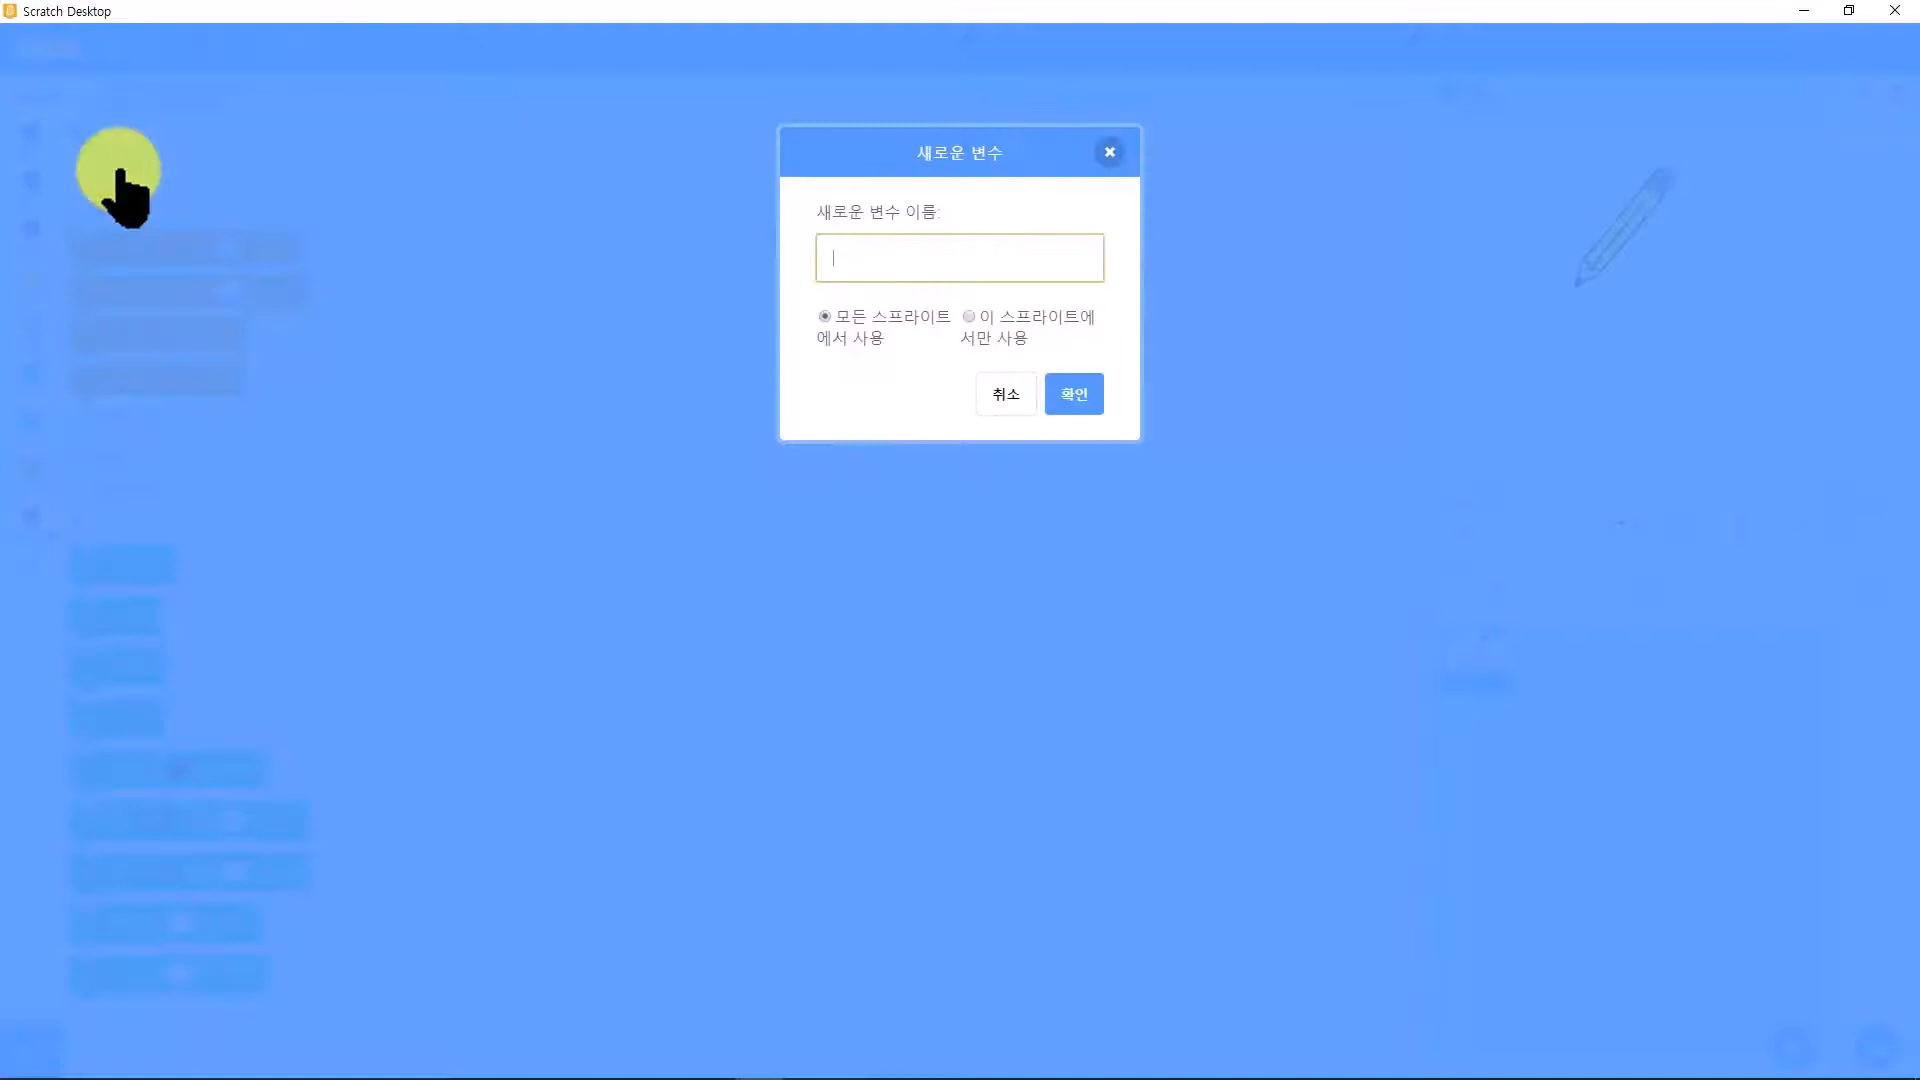 Scratch Desktop
새로운 변수
새로운 변수 이름:
모든 스프라이트
에서 사용
이 스프라이트에
서만 사용
취소
확인